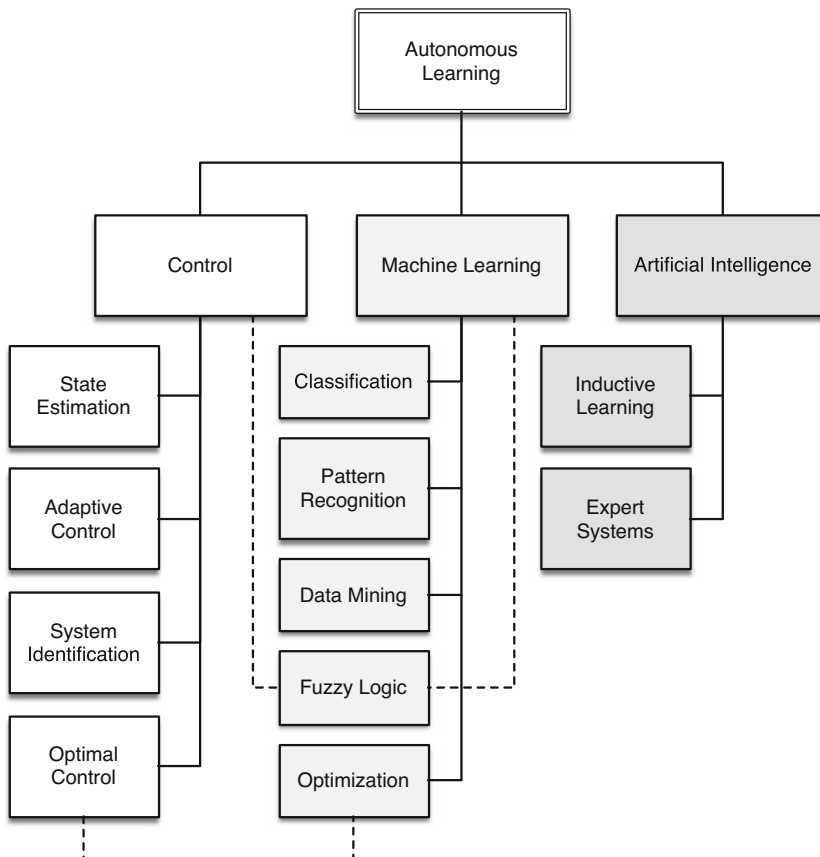 Autonomous
Learning
Control
Machine Learning
Artificial Intelligence
State
Estimation
Adaptive
Control
System
Identification
Optimal
Control
Classification
Pattern
Recognition
Data Mining
Fuzzy Logic
Optimization
Inductive
Learning
Expert
Systems